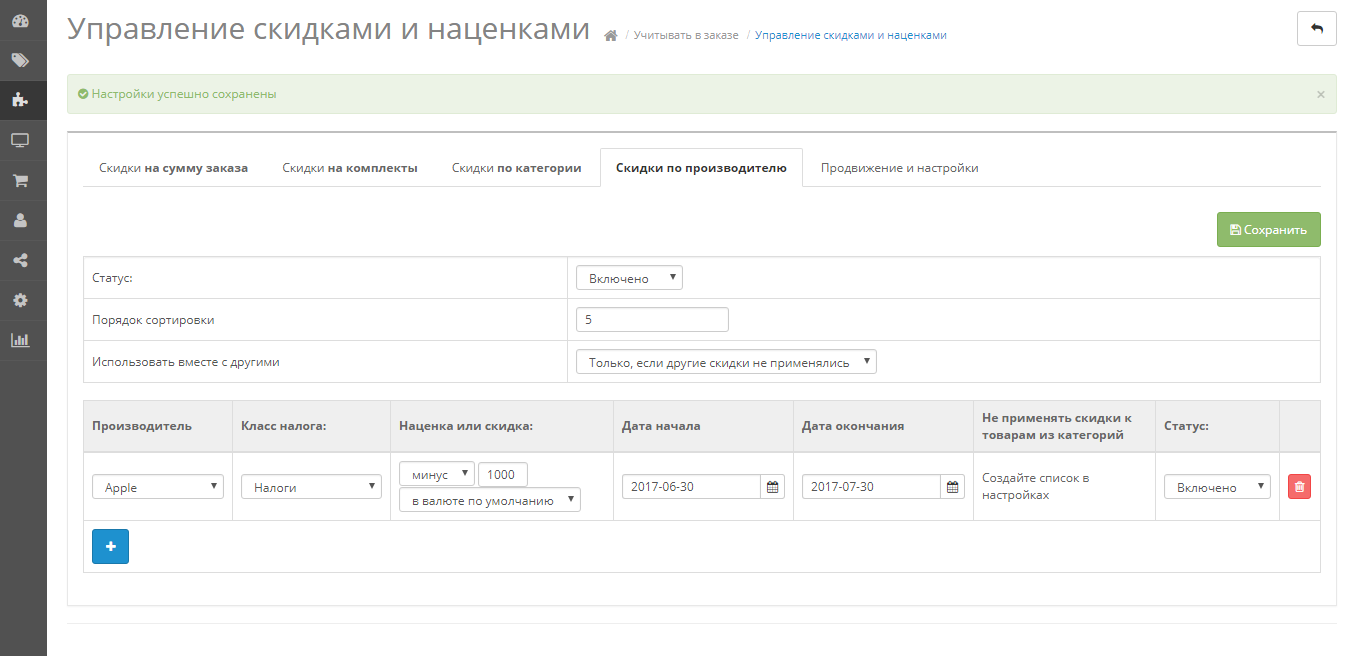 Управление скидками и наценками / Учитывать в заказе / Управление скидками и наценками
Настройки успешно сохранены ×
Скидки на сумму заказа Скидки на комплекты Скидки по категории Скидки по производителю Продвижение и настройки
Сохранить
Статус: Включено
Порядок сортировки 5
Использовать вместе с другими Только, если другие скидки не применялись
Производитель Класс налога: Наценка или скидка: Дата начала Дата окончания Не применять скидки к товарам из категорий Статус:
Apple Налоги минус 1000 в валюте по умолчанию 2017-06-30 2017-07-30 Создайте список в настройках Включено
+